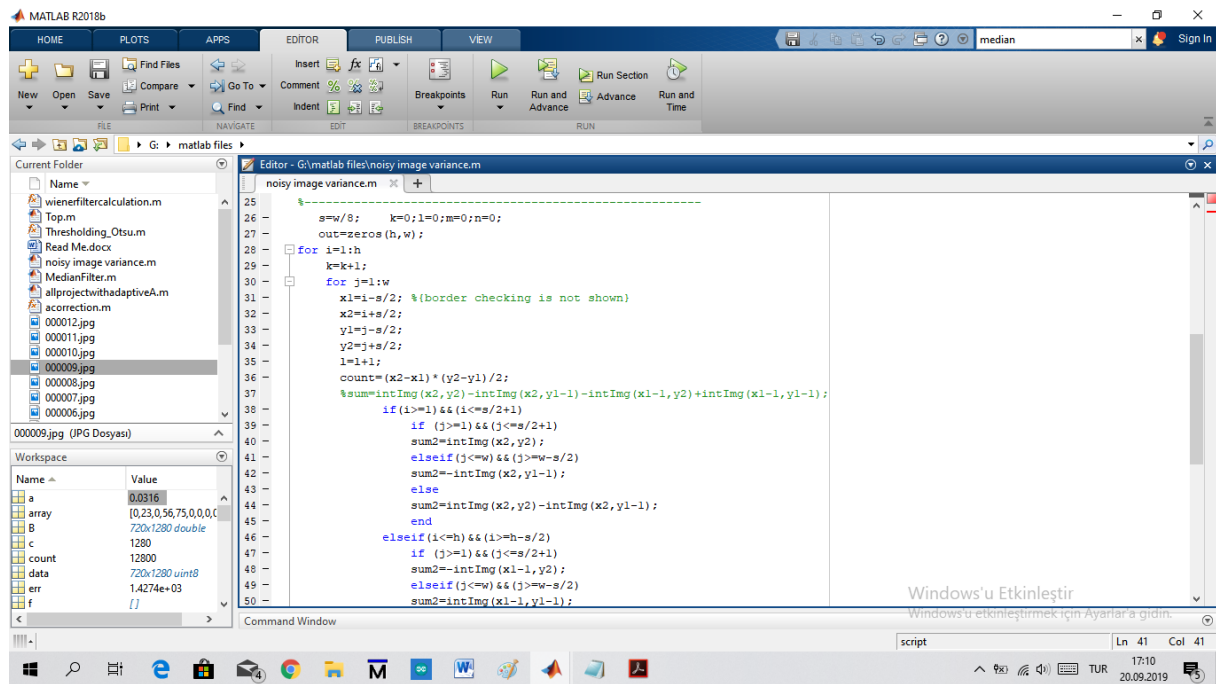 MATLAB R2018b
HOME PLOTS APPS EDİTOR PUBLİSH VİEW median Sign In
New Open Save Find Files Compare Print
Go To Find
Insert fx Comment Indent
Breakpoints
Run Run and Advance Run Section Advance Run and Time
FİLE NAVİGATE EDİT BREAKPOİNTS RUN
G: matlab files
Current Folder
Name
wienerfiltercalculation.m
Top.m
Thresholding_Otsu.m
Read Me.docx
noisy image variance.m
MedianFilter.m
allprojectwithadaptiveA.m
acorrection.m
000012.jpg
000011.jpg
000010.jpg
000009.jpg
000008.jpg
000007.jpg
000006.jpg
000009.jpg (JPG Dosyası)
Workspace
Name Value
a 0.0316
array [0,23,0,56,75,0,0,0,0
B 720x1280 double
c 1280
count 12800
data 720x1280 uint8
err 1.4274e+03
f []
Editor - G:\matlab files\noisy image variance.m
noisy image variance.m
25 %---------------------------------------------------------
26 s=w/8; k=0;l=0;m=0;n=0;
27 out=zeros(h,w);
28 for i=1:h
29 k=k+1;
30 for j=1:w
31 x1=i-s/2; %{border checking is not shown}
32 x2=i+s/2;
33 y1=j-s/2;
34 y2=j+s/2;
35 l=l+1;
36 count=(x2-x1)*(y2-y1)/2;
37 %sum=intImg(x2,y2)-intImg(x2,y1-1)-intImg(x1-1,y2)+intImg(x1-1,y1-1);
38 if(i>=1)&&(i<=s/2+1)
39 if (j>=1)&&(j<=s/2+1)
40 sum2=intImg(x2,y2);
41 elseif(j<=w)&&(j>=w-s/2)
42 sum2=-intImg(x2,y1-1);
43 else
44 sum2=intImg(x2,y2)-intImg(x2,y1-1);
45 end
46 elseif(i<=h)&&(i>=h-s/2)
47 if (j>=1)&&(j<=s/2+1)
48 sum2=-intImg(x1-1,y2);
49 elseif(j<=w)&&(j>=w-s/2)
50 sum2=intImg(x1-1,y1-1);
Windows'u Etkinleştir
Windows'u etkinleştirmek için Ayarlar'a gidin.
Command Window
script Ln 41 Col 41
TUR 17:10
20.09.2019